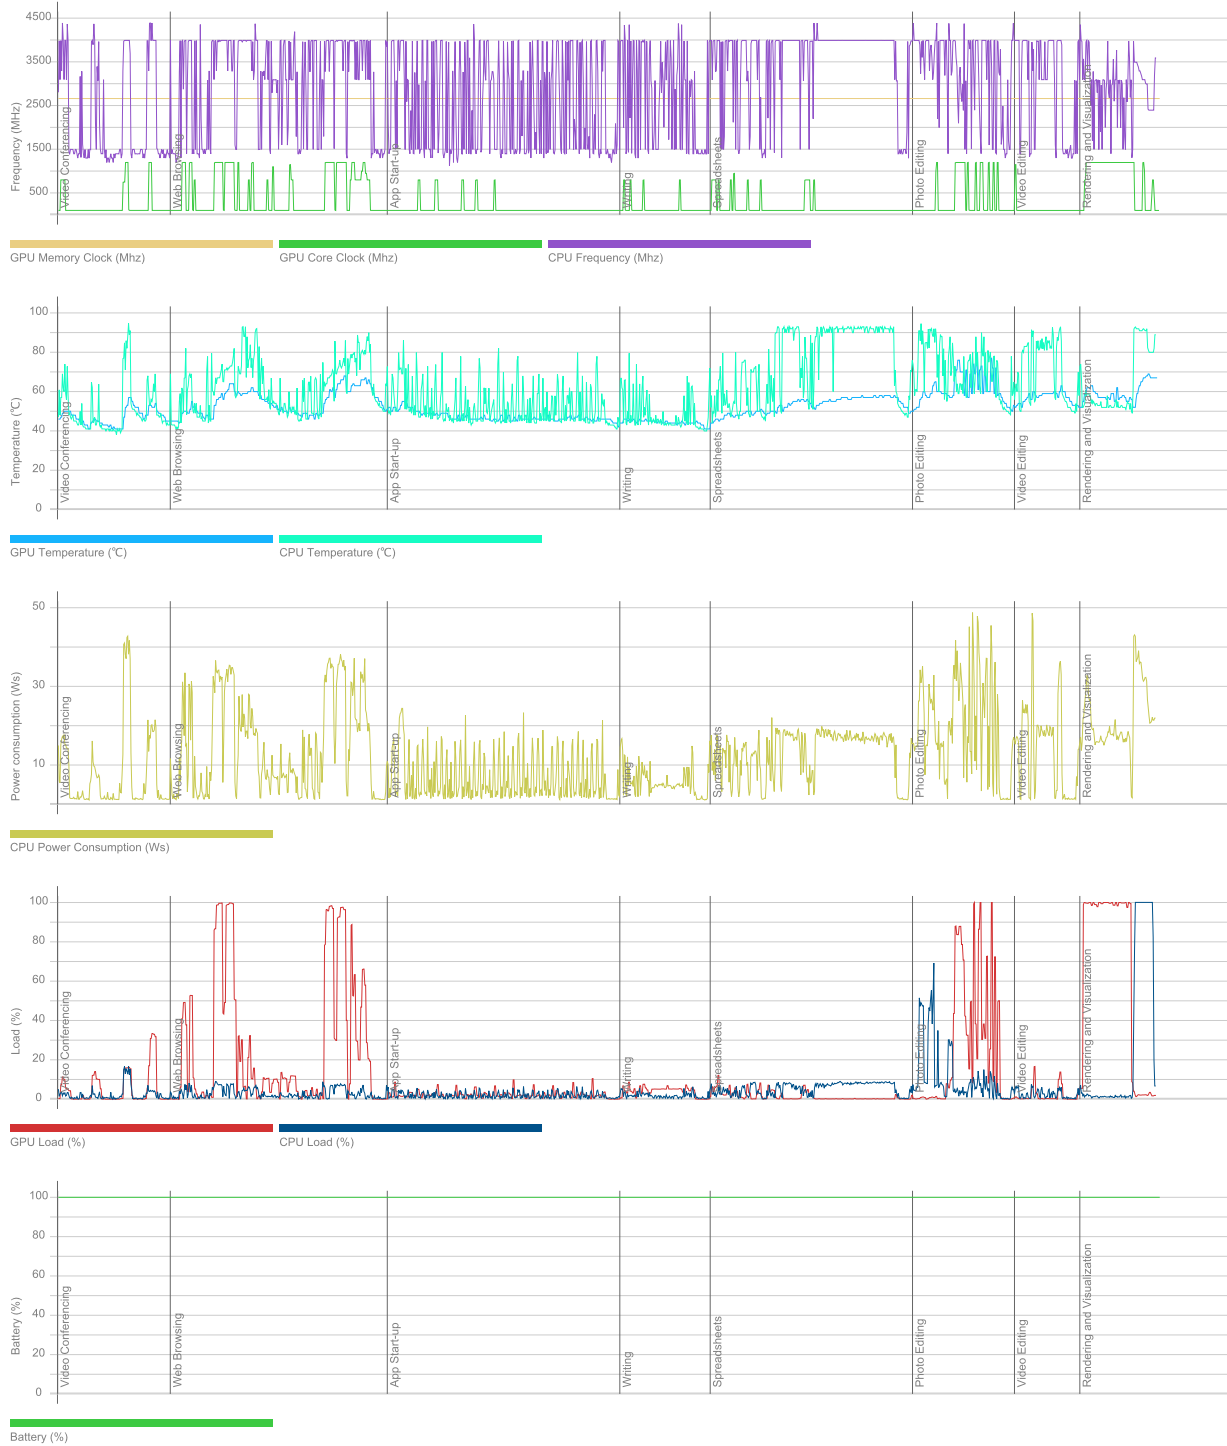 4500
3500
2500
1500
500
Frequency (MHz)
Video Conferencing
Web Browsing
App Start-up
Writing
Spreadsheets
Photo Editing
Video Editing
Rendering and Visualization
GPU Memory Clock (Mhz)
GPU Core Clock (Mhz)
CPU Frequency (Mhz)
100
80
60
40
20
0
Temperature (℃)
Video Conferencing
Web Browsing
App Start-up
Writing
Spreadsheets
Photo Editing
Video Editing
Rendering and Visualization
GPU Temperature (℃)
CPU Temperature (℃)
50
30
10
Power consumption (Ws)
Video Conferencing
Web Browsing
App Start-up
Writing
Spreadsheets
Photo Editing
Video Editing
Rendering and Visualization
CPU Power Consumption (Ws)
100
80
60
40
20
0
Load (%)
Video Conferencing
Web Browsing
App Start-up
Writing
Spreadsheets
Photo Editing
Video Editing
Rendering and Visualization
GPU Load (%)
CPU Load (%)
100
80
60
40
20
0
Battery (%)
Video Conferencing
Web Browsing
App Start-up
Writing
Spreadsheets
Photo Editing
Video Editing
Rendering and Visualization
Battery (%)